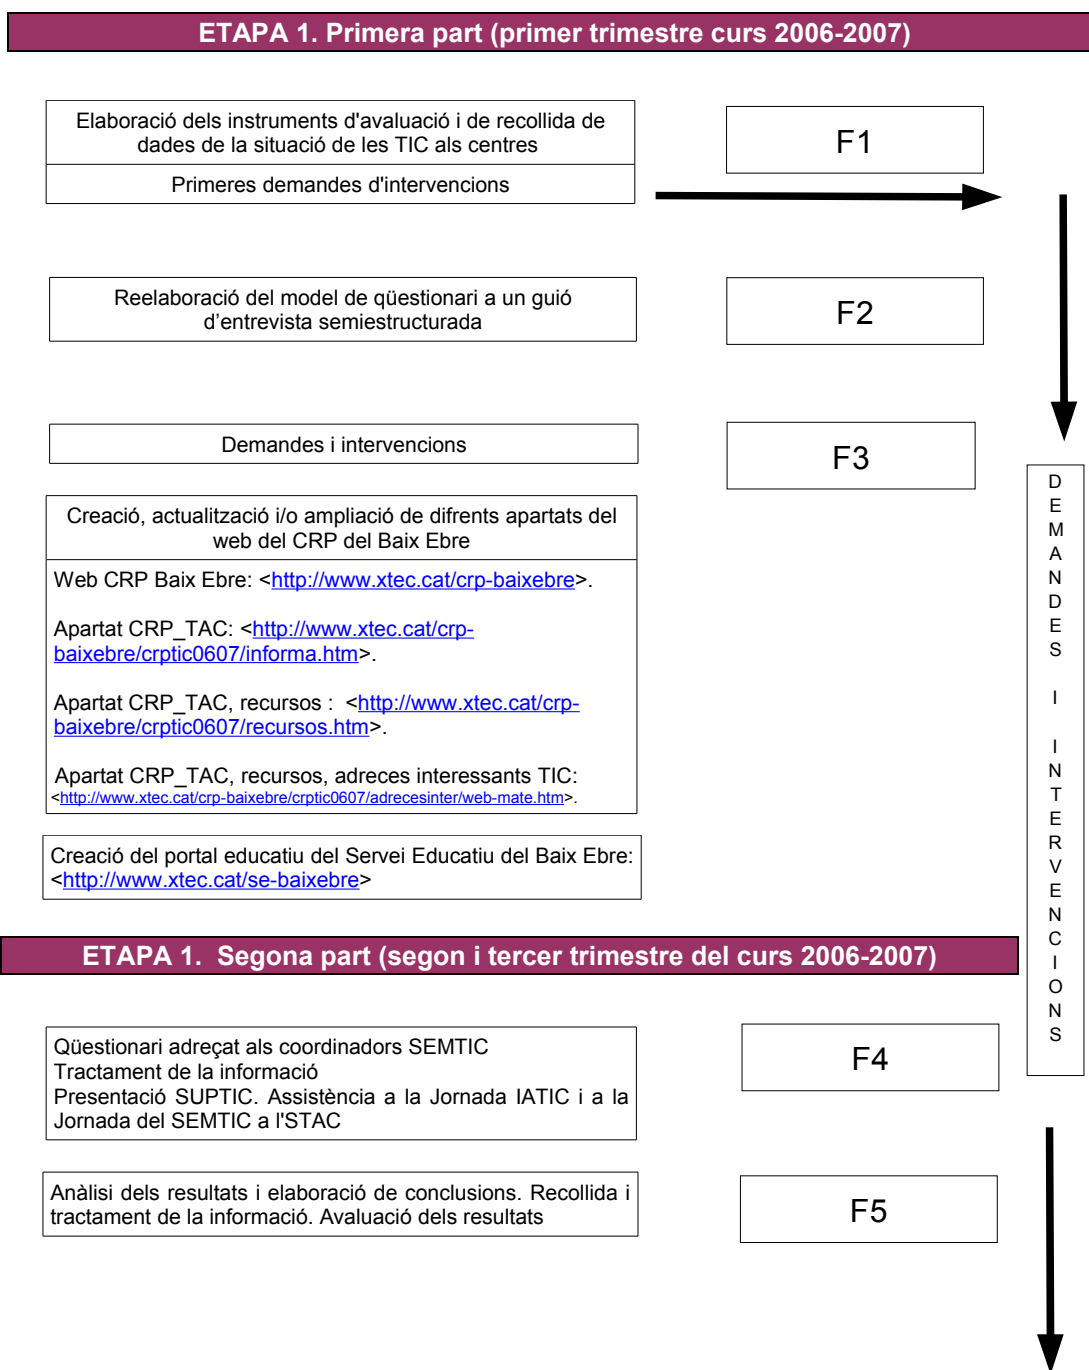 ETAPA 1. Primera part (primer trimestre curs 2006-2007)
Elaboració dels instruments d'avaluació i de recollida de
dades de la situació de les TIC als centres
Primeres demandes d'intervencions
F1
Reelaboració del model de qüestionari a un guió
d’entrevista semiestructurada
F2
Demandes i intervencions
F3
Creació, actualització i/o ampliació de difrents apartats del
web del CRP del Baix Ebre
Web CRP Baix Ebre: <http://www.xtec.cat/crp-baixebre>.
Apartat CRP_TAC: <http://www.xtec.cat/crp-
baixebre/crptic0607/informa.htm>.
Apartat CRP_TAC, recursos : <http://www.xtec.cat/crp-
baixebre/crptic0607/recursos.htm>.
Apartat CRP_TAC, recursos, adreces interessants TIC:
<http://www.xtec.cat/crp-baixebre/crptic0607/adrecesinter/web-mate.htm>.
Creació del portal educatiu del Servei Educatiu del Baix Ebre:
<http://www.xtec.cat/se-baixebre>
DEMANDES I INTERVENCIONS
ETAPA 1. Segona part (segon i tercer trimestre del curs 2006-2007)
Qüestionari adreçat als coordinadors SEMTIC
Tractament de la informació
Presentació SUPTIC. Assistència a la Jornada IATIC i a la
Jornada del SEMTIC a l'STAC
F4
Anàlisi dels resultats i elaboració de conclusions. Recollida i
tractament de la informació. Avaluació dels resultats
F5